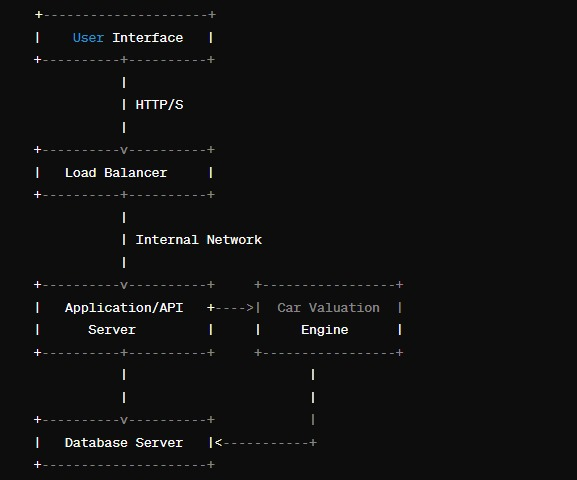 +---------------------+
|    User Interface   |
+----------+----------+
           |
           | HTTP/S
           |
+----------v----------+
|   Load Balancer     |
+----------+----------+
           |
           | Internal Network
           |
+----------v----------+     +-----------------+
|   Application/API   +---->|  Car Valuation  |
|      Server         |     |     Engine      |
+----------+----------+     +-----------------+
           |                       |
           |                       |
+----------v----------+            |
|   Database Server   |<-----------+
+---------------------+